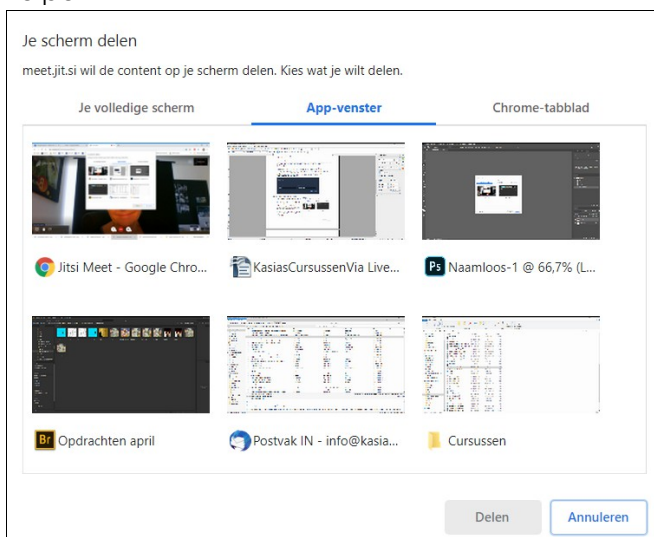 Je scherm delen
meet.jit.si wil de content op je scherm delen. Kies wat je wilt delen.
Je volledige scherm
App-venster
Chrome-tabblad
Jitsi Meet - Google Chro...
KasiasCursussenVia Live...
Ps Naamloos-1 @ 66,7% (L...
Br Opdrachten april
Postvak IN - info@kasia...
Cursussen
Delen
Annuleren